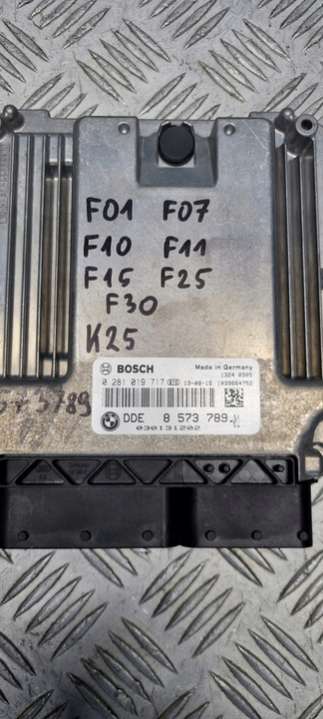 F01 F07
F10 F11
F15 F25
F30
K25
BOSCH Made in Germany
0 281 019 717
573789
DDE 8 573 789
030131202